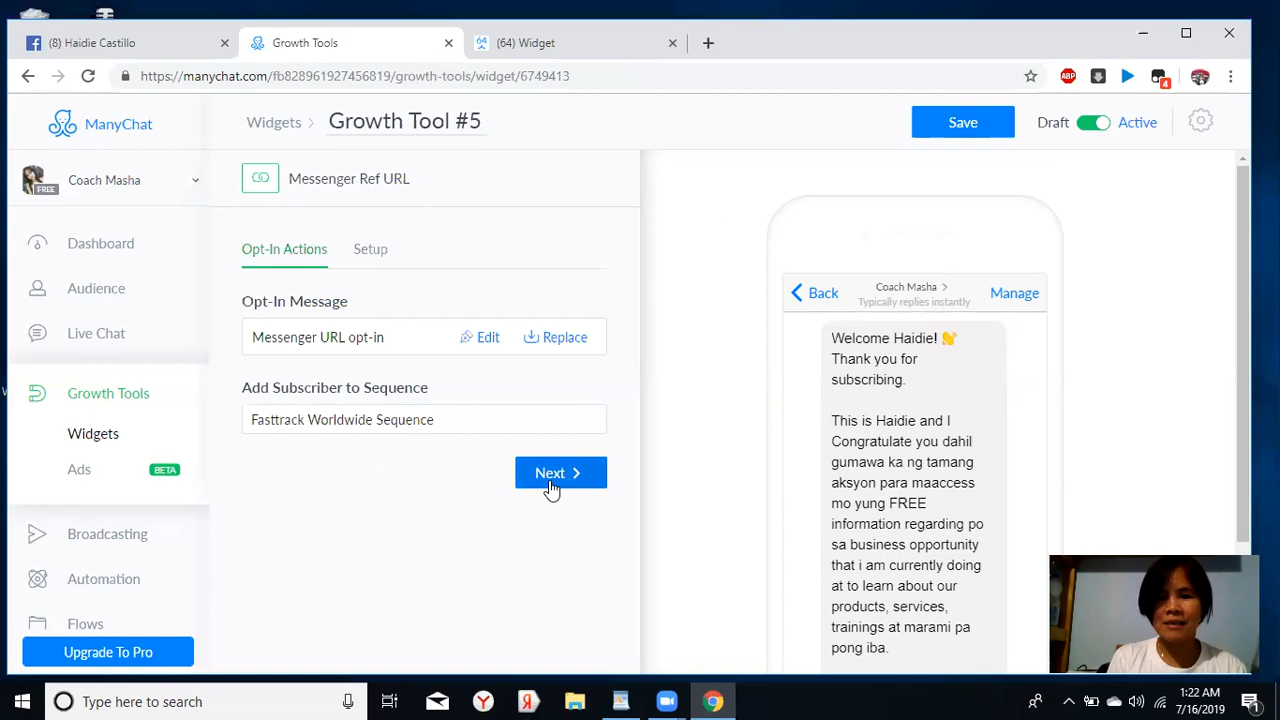 (8) Haidie Castillo
Growth Tools
(64) Widget
https://manychat.com/fb828961927456819/growth-tools/widget/6749413
ABP
4
ManyChat
Widgets
Growth Tool #5
Save
Draft
Active
Coach Masha
FREE
Messenger Ref URL
Dashboard
Audience
Live Chat
Growth Tools
Widgets
Ads
BETA
Broadcasting
Automation
Flows
Upgrade To Pro
Opt-In Actions
Setup
Opt-In Message
Messenger URL opt-in
Edit
Replace
Add Subscriber to Sequence
Fasttrack Worldwide Sequence
Next
Back
Coach Masha
Typically replies instantly
Manage
Welcome Haidie! 👋
Thank you for
subscribing.
This is Haidie and I
Congratulate you dahil
gumawa ka ng tamang
aksyon para maaccess
mo yung FREE
information regarding po
sa business opportunity
that i am currently doing
at to learn about our
products, services,
trainings at marami pa
pong iba.
Type here to search
1:22 AM
7/16/2019
1